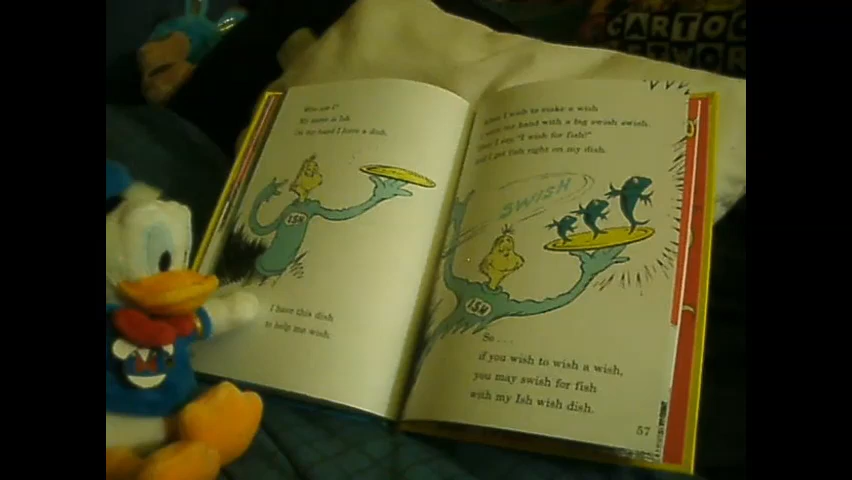 CARTOO
NETWOR
Who am I?
My name is Ish
On my hand I have a dish.
ISH
I have this dish
to help me wish.
When I wish to make a wish
I wave my hand with a big swish swish.
Then I say, "I wish for fish!"
And I get fish right on my dish.
SWISH
ISH
So...
if you wish to wish a wish,
you may swish for fish
with my Ish wish dish.
57